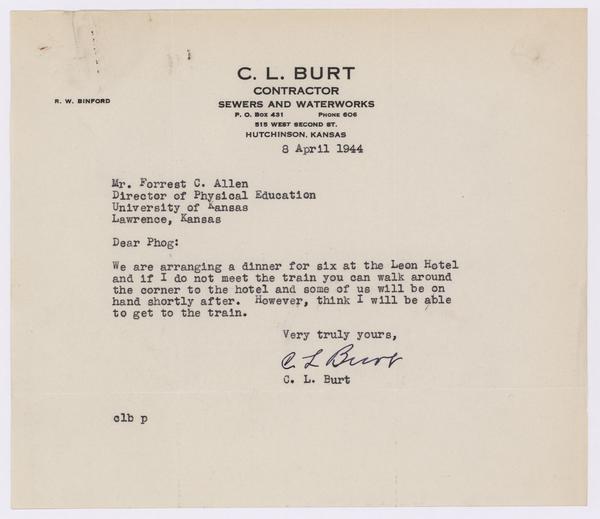 C. L. BURT
CONTRACTOR
R. W. BINFORD
SEWERS AND WATERWORKS
P. O. BOX 431 PHONE 606
515 WEST SECOND ST.
HUTCHINSON, KANSAS
8 April 1944
Mr. Forrest C. Allen
Director of Physical Education
University of Kansas
Lawrence, Kansas
Dear Phog:
We are arranging a dinner for six at the Leon Hotel
and if I do not meet the train you can walk around
the corner to the hotel and some of us will be on
hand shortly after. However, think I will be able
to get to the train.
Very truly yours,
C L Burt
C. L. Burt
clb p